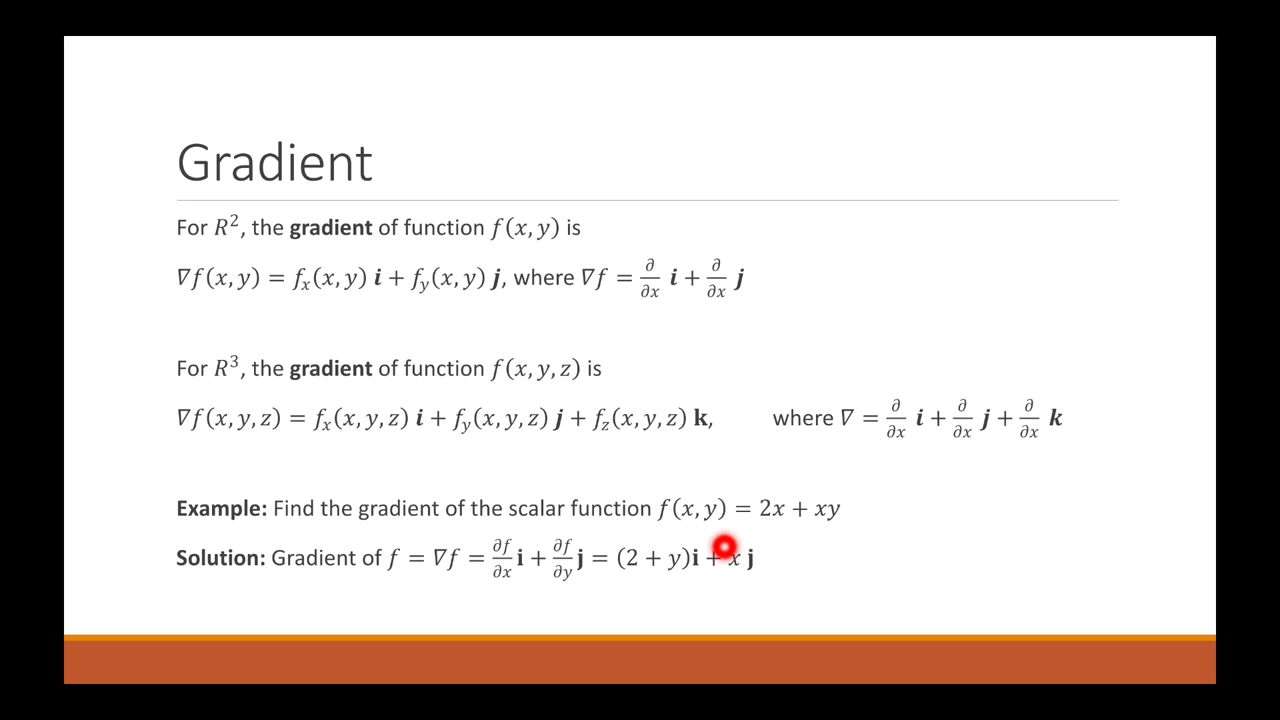 Gradient
For R², the gradient of function f(x, y) is
∇f(x, y) = fₓ(x, y) i + f_y(x, y) j, where ∇f = ∂/∂x i + ∂/∂x j
For R³, the gradient of function f(x, y, z) is
∇f(x, y, z) = fₓ(x, y, z) i + f_y(x, y, z) j + f_z(x, y, z) k, where ∇ = ∂/∂x i + ∂/∂x j + ∂/∂x k
Example: Find the gradient of the scalar function f(x, y) = 2x + xy
Solution: Gradient of f = ∇f = ∂f/∂x i + ∂f/∂y j = (2 + y)i + x j